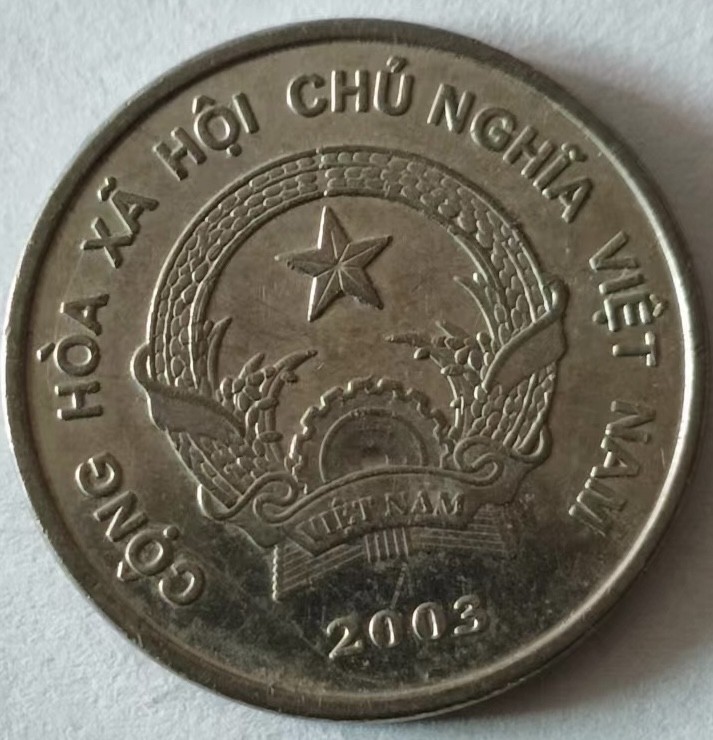 CỘNG HÒA XÃ HỘI CHỦ NGHĨA VIỆT NAM
VIỆT NAM
2003